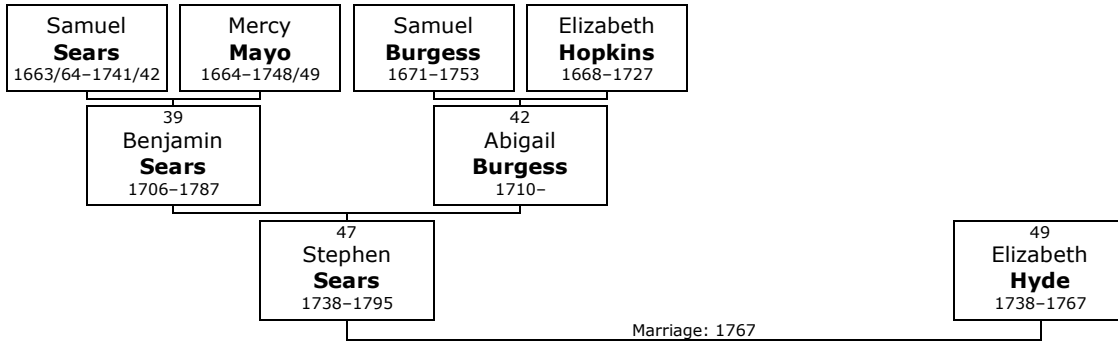 Samuel
Sears
1663/64–1741/42
Mercy
Mayo
1664–1748/49
Samuel
Burgess
1671–1753
Elizabeth
Hopkins
1668–1727
39
Benjamin
Sears
1706–1787
42
Abigail
Burgess
1710–
47
Stephen
Sears
1738–1795
49
Elizabeth
Hyde
1738–1767
Marriage: 1767